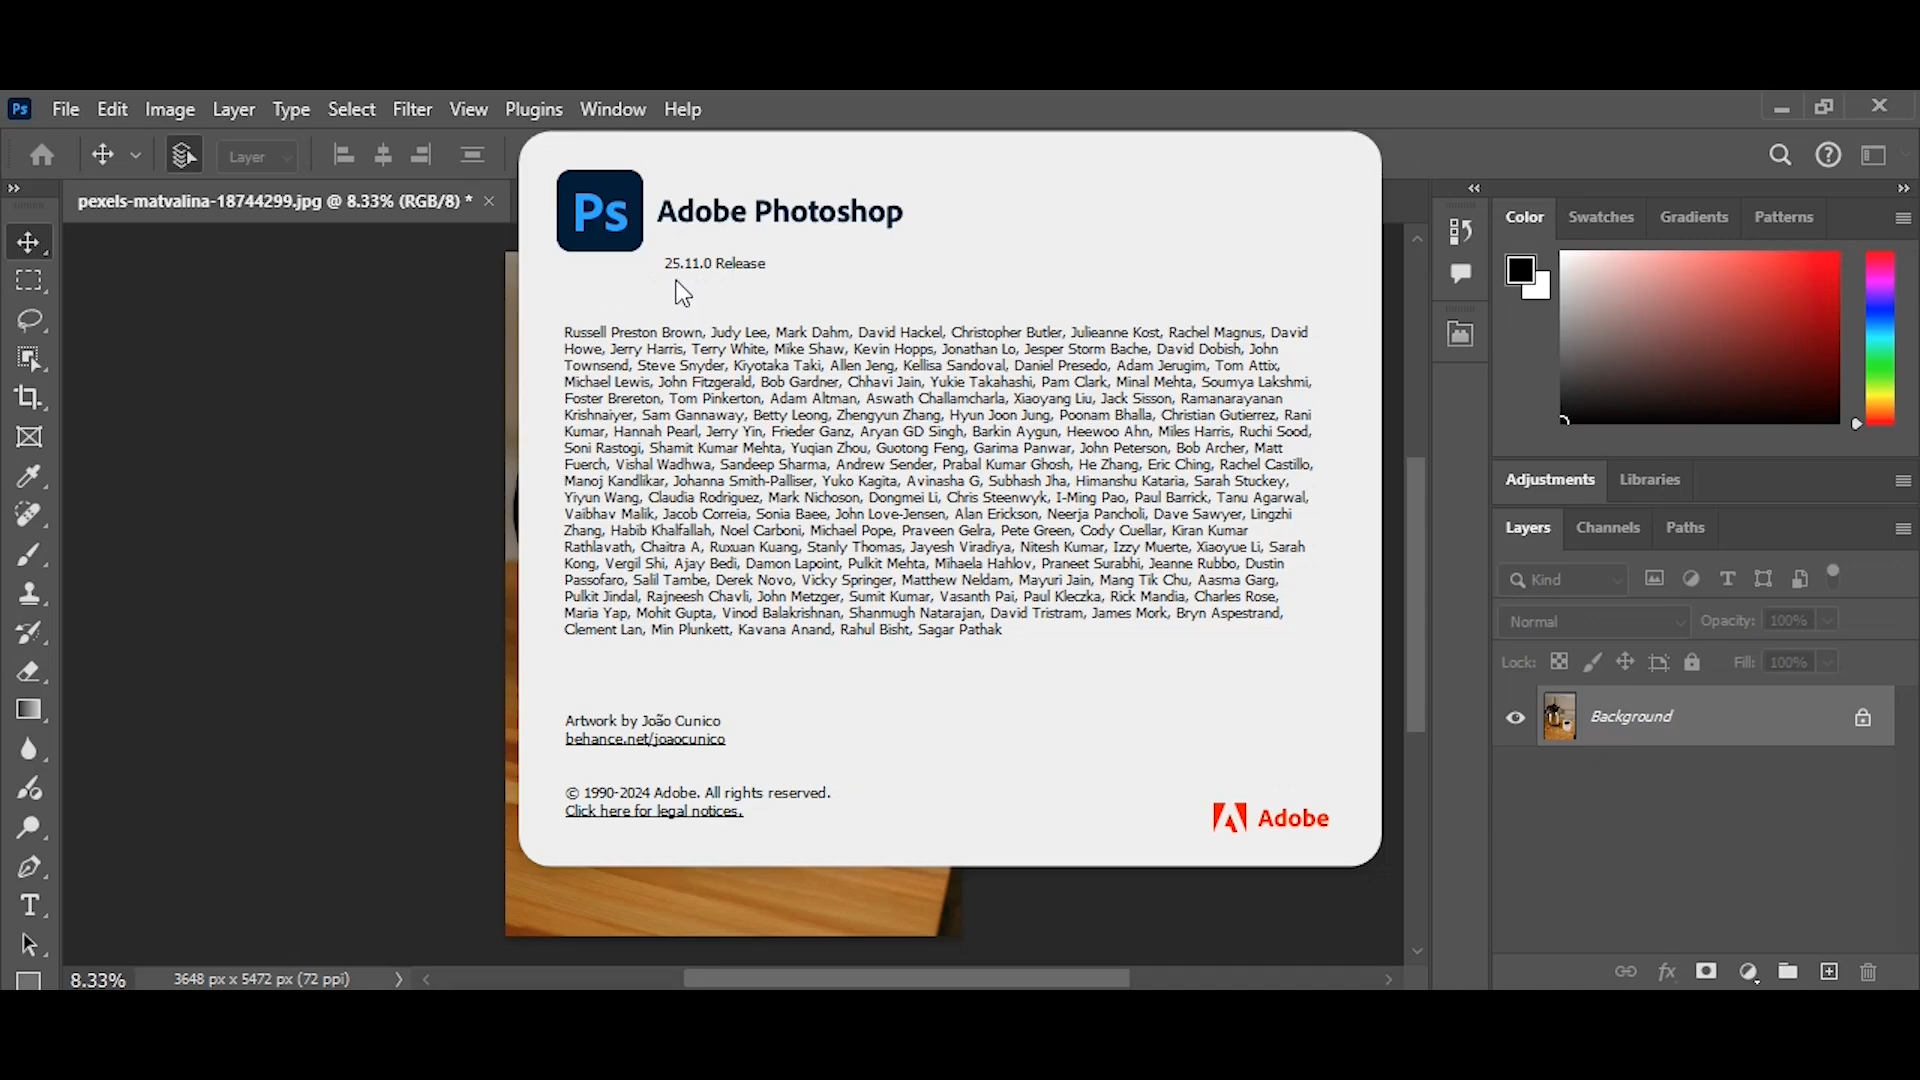 Ps File Edit Image Layer Type Select Filter View Plugins Window Help
Layer
pexels-matvalina-18744299.jpg @ 8.33% (RGB/8) *
Ps Adobe Photoshop
25.11.0 Release
Russell Preston Brown, Judy Lee, Mark Dahm, David Hackel, Christopher Butler, Julieanne Kost, Rachel Magnus, David
Howe, Jerry Harris, Terry White, Mike Shaw, Kevin Hopps, Jonathan Lo, Jesper Storm Bache, David Dobish, John
Townsend, Steve Snyder, Kiyotaka Taki, Allen Jeng, Kellisa Sandoval, Daniel Presedo, Adam Jerugim, Tom Attix,
Michael Lewis, John Fitzgerald, Bob Gardner, Chhavi Jain, Yukie Takahashi, Pam Clark, Minal Mehta, Soumya Lakshmi,
Foster Brereton, Tom Pinkerton, Adam Altman, Aswath Challamcharla, Xiaoyang Liu, Jack Sisson, Ramanarayanan
Krishnaiyer, Sam Gannaway, Betty Leong, Zhengyun Zhang, Hyun Joon Jung, Poonam Bhalla, Christian Gutierrez, Rani
Kumar, Hannah Pearl, Jerry Yin, Frieder Ganz, Aryan GD Singh, Barkin Aygun, Heewoo Ahn, Miles Harris, Ruchi Sood,
Soni Rastogi, Shamit Kumar Mehta, Yuqian Zhou, Guotong Feng, Garima Panwar, John Peterson, Bob Archer, Matt
Fuerch, Vishal Wadhwa, Sandeep Sharma, Andrew Sender, Prabal Kumar Ghosh, He Zhang, Eric Ching, Rachel Castillo,
Manoj Kandlikar, Johanna Smith-Palliser, Yuko Kagita, Avinasha G, Subhash Jha, Himanshu Kataria, Sarah Stuckey,
Yiyun Wang, Claudia Rodriguez, Mark Nichoson, Dongmei Li, Chris Steenwyk, I-Ming Pao, Paul Barrick, Tanu Agarwal,
Vaibhav Malik, Jacob Correia, Sonia Baee, John Love-Jensen, Alan Erickson, Neerja Pancholi, Dave Sawyer, Lingzhi
Zhang, Habib Khalfallah, Noel Carboni, Michael Pope, Praveen Gelra, Pete Green, Cody Cuellar, Kiran Kumar
Rathlavath, Chaitra A, Ruxuan Kuang, Stanly Thomas, Jayesh Viradiya, Nitesh Kumar, Izzy Muerte, Xiaoyue Li, Sarah
Kong, Vergil Shi, Ajay Bedi, Damon Lapoint, Pulkit Mehta, Mihaela Hahlov, Praneet Surabhi, Jeanne Rubbo, Dustin
Passofaro, Salil Tambe, Derek Novo, Vicky Springer, Matthew Neldam, Mayuri Jain, Mang Tik Chu, Aasma Garg,
Pulkit Jindal, Rajneesh Chavli, John Metzger, Sumit Kumar, Vasanth Pai, Paul Kleczka, Rick Mandia, Charles Rose,
Maria Yap, Mohit Gupta, Vinod Balakrishnan, Shanmugh Natarajan, David Tristram, James Mork, Bryn Aspestrand,
Clement Lan, Min Plunkett, Kavana Anand, Rahul Bisht, Sagar Pathak
Artwork by João Cunico
behance.net/joaocunico
© 1990-2024 Adobe. All rights reserved.
Click here for legal notices.
Adobe
Color Swatches Gradients Patterns
Adjustments Libraries
Layers Channels Paths
Kind
Normal Opacity: 100%
Lock: Fill: 100%
Background
fx
8.33% 3648 px x 5472 px (72 ppi)